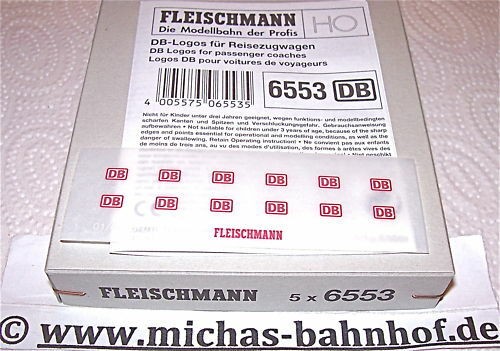 FLEISCHMANN HO
Die Modellbahn der Profis
DB-Logos für Reisezugwagen
DB Logos for passenger coaches
Logos DB pour voitures de voyageurs
4 005575 065535
6553 DB
Nicht für Kinder unter drei Jahren geeignet, wegen funktions- und modellbedingten
scharfen Kanten und Spitzen und Verschluckungsgefahr. Gebrauchsanweisung
aufbewahren • Not suitable for children under 3 years of age, because of the sharp
edges and points essential for operational and modelling conditions, as well as the
danger of swallowing. Retain Operating Instruction! • Ne convient pas aux enfants
de moins de trois ans, au vu des modes d'utilisation, des formes à arêtes vives des
DB DB DB DB DB DB
DB DB DB DB DB DB
FLEISCHMANN
FLEISCHMANN 5 x 6553
© www.michas-bahnhof.de